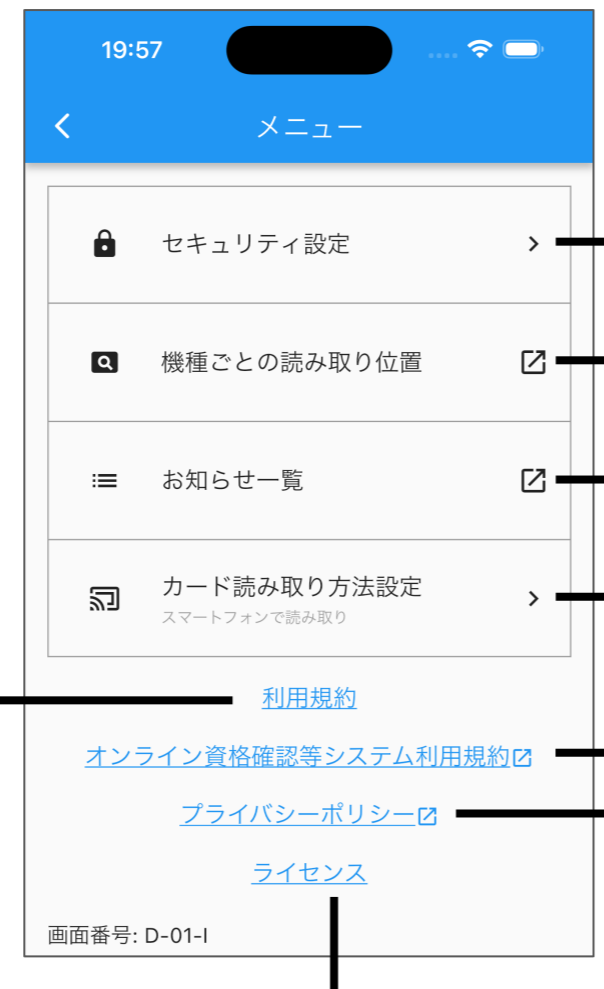 19:57
メニュー
セキュリティ設定
機種ごとの読み取り位置
お知らせ一覧
カード読み取り方法設定
スマートフォンで読み取り
利用規約
オンライン資格確認等システム利用規約
プライバシーポリシー
ライセンス
画面番号: D-01-I